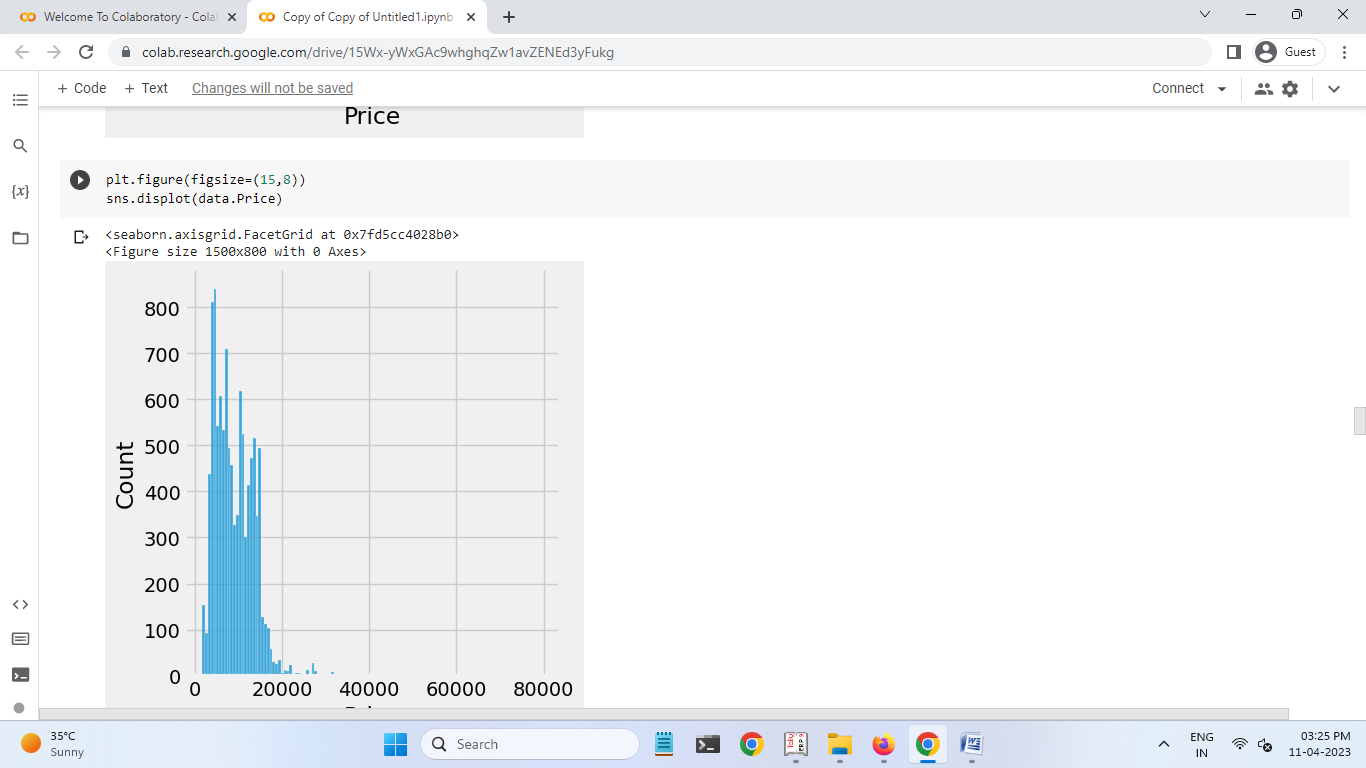 Welcome To Colaboratory - Cola
Copy of Copy of Untitled1.ipynb
colab.research.google.com/drive/15Wx-yWxGAc9whghqZw1avZENEd3yFukg
Guest
+ Code + Text Changes will not be saved
Connect
Price
{x}
plt.figure(figsize=(15,8))
sns.displot(data.Price)
<seaborn.axisgrid.FacetGrid at 0x7fd5cc4028b0>
<Figure size 1500x800 with 0 Axes>
800
700
600
500
400
300
200
100
0
Count
0 20000 40000 60000 80000
35°C
Sunny
Search
ENG
IN
03:25 PM
11-04-2023